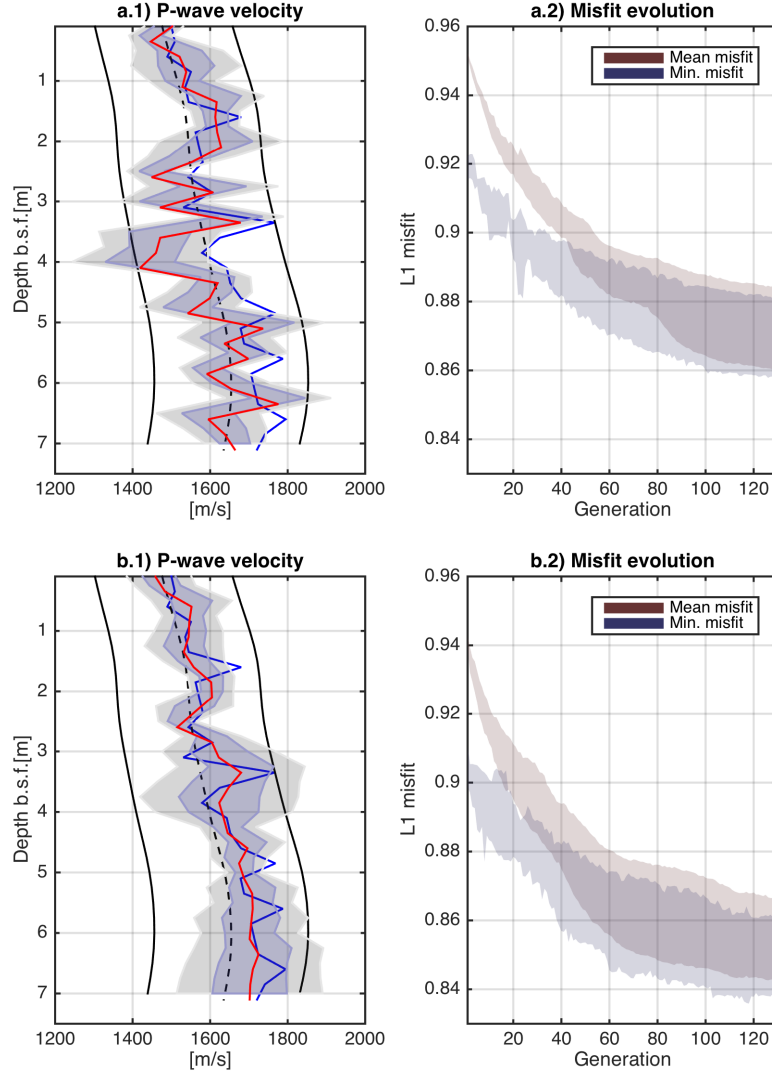 a.1) P-wave velocity
a.2) Misfit evolution
Depth b.s.f.[m]
1
2
3
4
5
6
7
1200 1400 1600 1800 2000
[m/s]
L1 misfit
0.96
0.94
0.92
0.9
0.88
0.86
0.84
Mean misfit
Min. misfit
20 40 60 80 100 120
Generation
b.1) P-wave velocity
b.2) Misfit evolution
Depth b.s.f.[m]
1
2
3
4
5
6
7
1200 1400 1600 1800 2000
[m/s]
L1 misfit
0.96
0.94
0.92
0.9
0.88
0.86
0.84
Mean misfit
Min. misfit
20 40 60 80 100 120
Generation